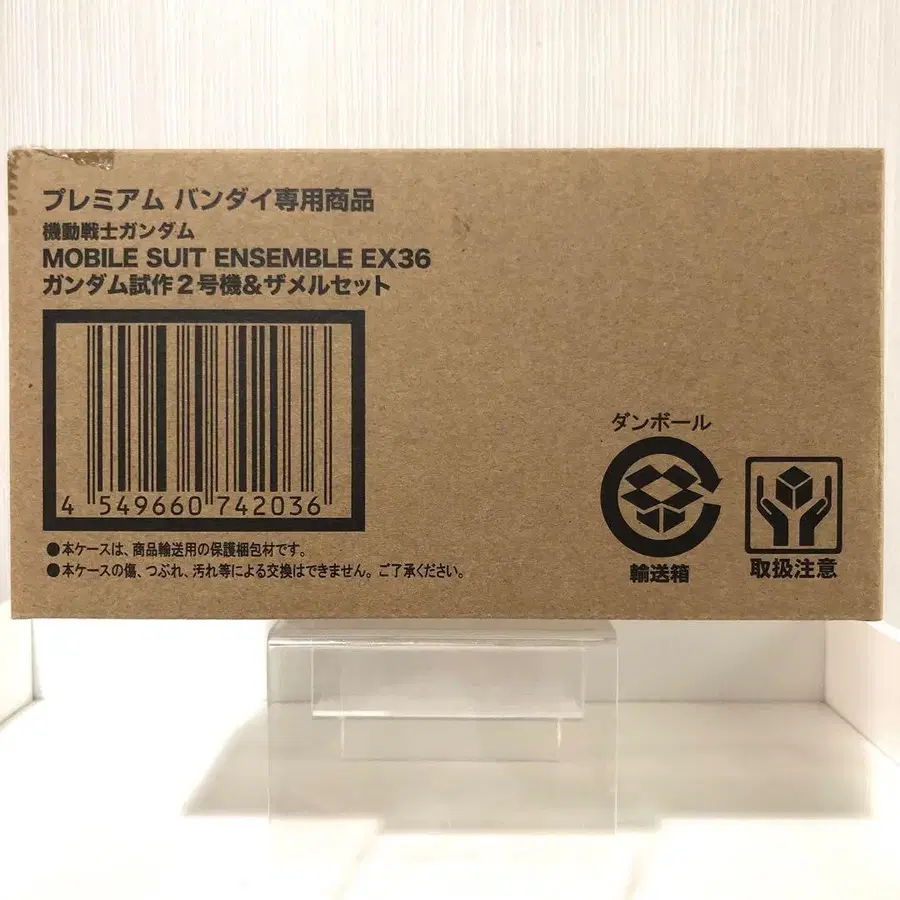 プレミアム バンダイ専用商品
機動戦士ガンダム
MOBILE SUIT ENSEMBLE EX36
ガンダム試作2号機&ザメルセット
4 549660 742036
●本ケースは、商品輸送用の保護梱包材です。
●本ケースの傷、つぶれ、汚れ等による交換はできません。ご了承ください。
ダンボール
輸送箱
取扱注意